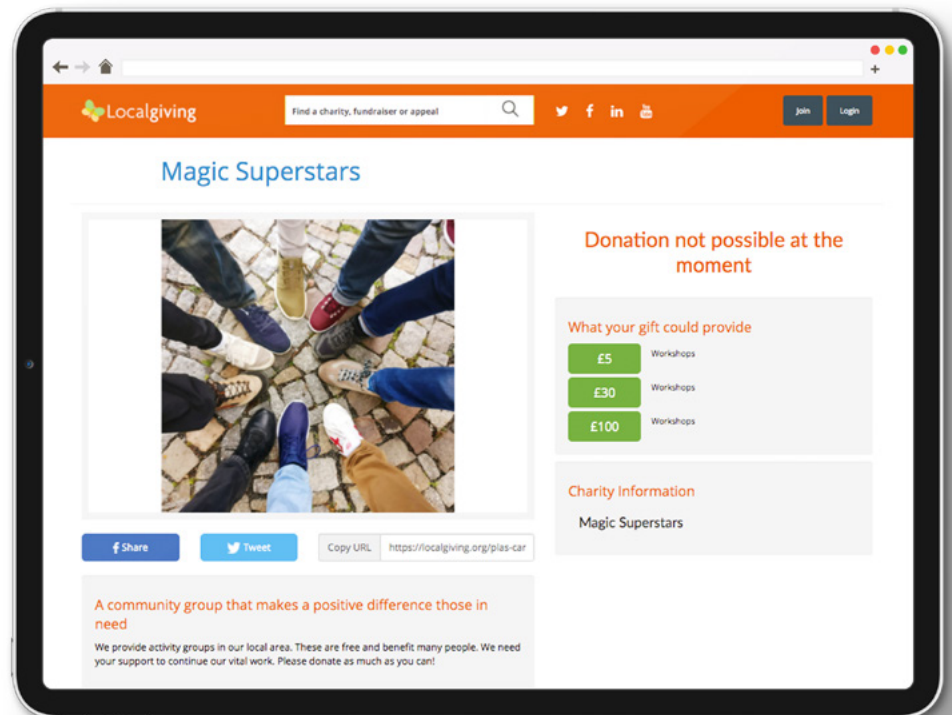 Localgiving
Find a charity, fundraiser or appeal
Join
Login
Magic Superstars
Donation not possible at the
moment
What your gift could provide
£5
Workshops
£30
Workshops
£100
Workshops
Charity Information
Magic Superstars
Share
Tweet
Copy URL
https://localgiving.org/plas-car
A community group that makes a positive difference those in
need
We provide activity groups in our local area. These are free and benefit many people. We need
your support to continue our vital work. Please donate as much as you can!